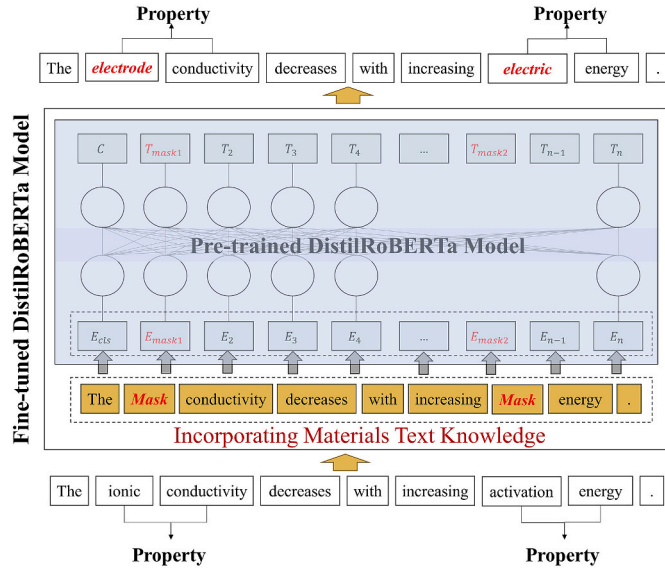 Property Property
The electrode conductivity decreases with increasing electric energy .
Fine-tuned DistilRoBERTa Model
C T_mask1 T_2 T_3 T_4 ... T_mask2 T_n-1 T_n
Pre-trained DistilRoBERTa Model
E_cls E_mask1 E_2 E_3 E_4 ... E_mask2 E_n-1 E_n
The Mask conductivity decreases with increasing Mask energy .
Incorporating Materials Text Knowledge
The ionic conductivity decreases with increasing activation energy .
Property Property